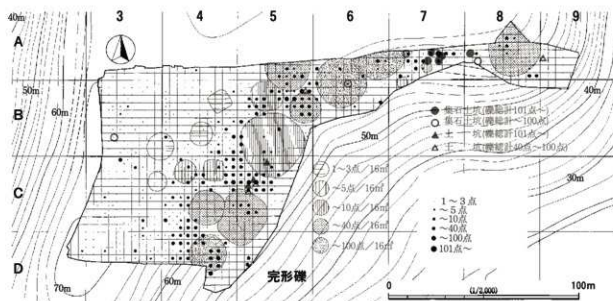 3 4 5 6 7 8 9
40m
A
50m
60m
B
40m
● 集石土坑(礫総計101点～)
○ 集石土坑(礫総計～100点)
▲ 土 坑(礫総計101点～)
△ 土 坑(礫総計40点～100点)
50m
C
1～3点／16㎡
～5点／16㎡
～10点／16㎡
～40点／16㎡
～100点／16㎡
1～3点
～5点
～10点
～40点
～100点
101点～
30m
D
70m
60m
完形礫
0 (1/2,000) 100m